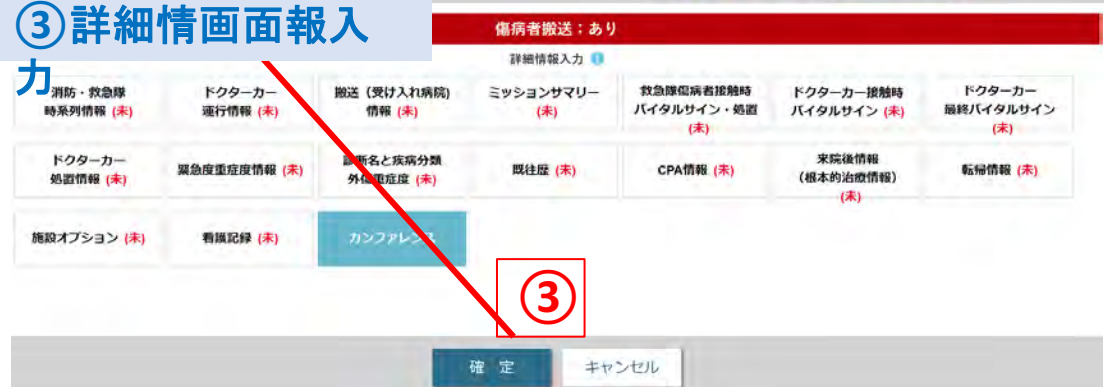 ③詳細情画面報入
力
傷病者搬送：あり
詳細情報入力
消防・救急隊
時系列情報 (未)
ドクターカー
運行情報 (未)
搬送（受け入れ病院)
情報 (未)
ミッションサマリー
(未)
救急隊傷病者接触時
バイタルサイン・処置
(未)
ドクターカー接触時
バイタルサイン (未)
ドクターカー
最終バイタルサイン
(未)
ドクターカー
処置情報 (未)
緊急度重症度情報 (未)
診断名と疾病分類
外傷重症度 (未)
既往歴 (未)
CPA情報 (未)
来院後情報
(根本的治療情報)
(未)
転帰情報 (未)
施設オプション (未)
看護記録 (未)
カンファレンス
③
確 定
キャンセル